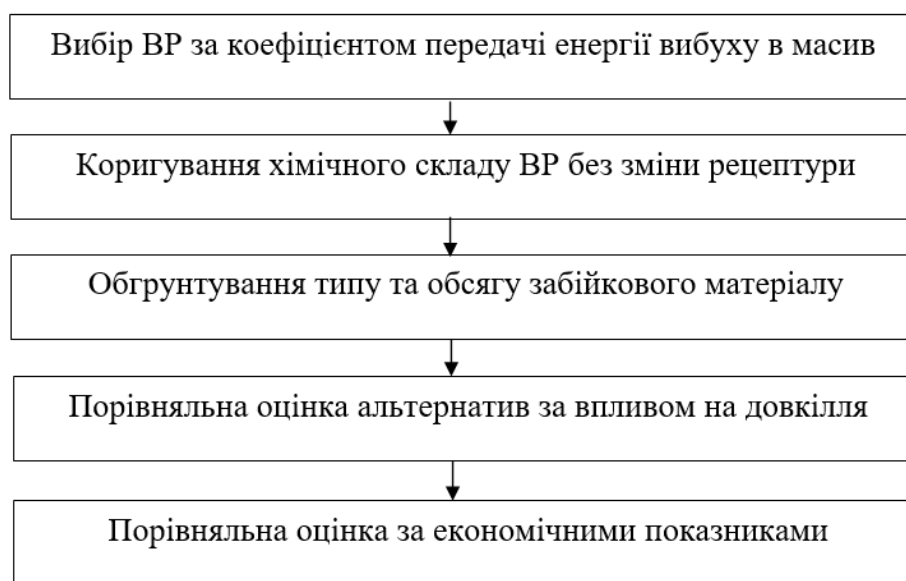 Вибір ВР за коефіцієнтом передачі енергії вибуху в масив
Коригування хімічного складу ВР без зміни рецептури
Обгрунтування типу та обсягу забійкового матеріалу
Порівняльна оцінка альтернатив за впливом на довкілля
Порівняльна оцінка за економічними показниками